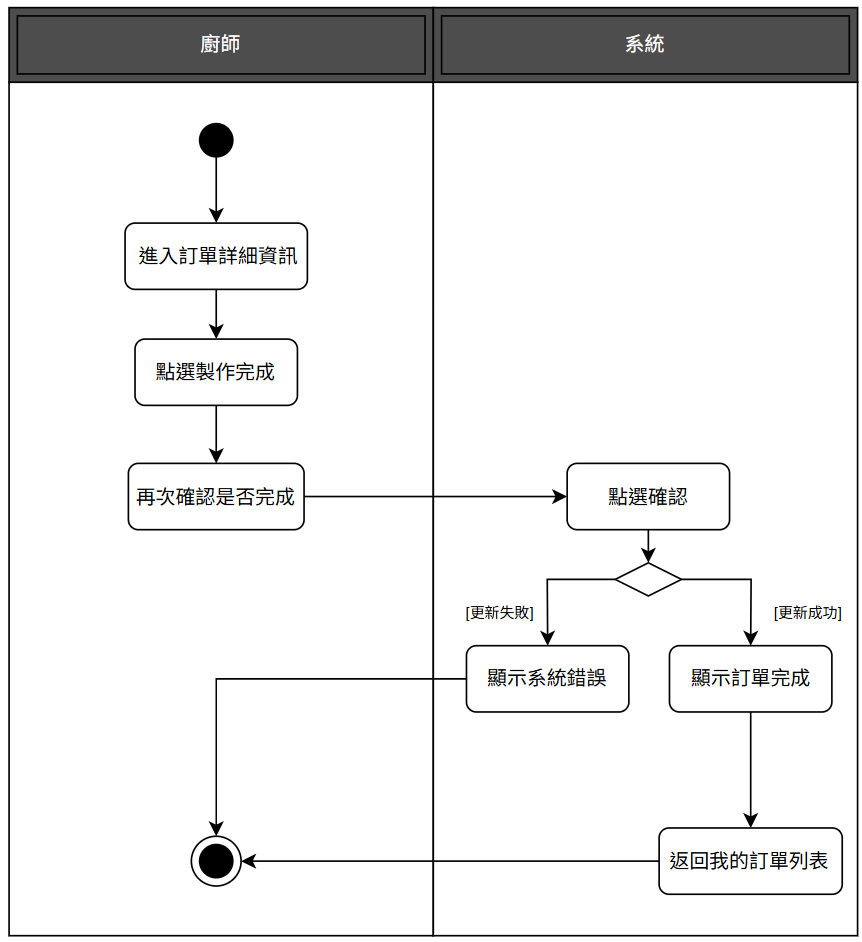 廚師
系統
進入訂單詳細資訊
點選製作完成
再次確認是否完成
點選確認
[更新失敗]
[更新成功]
顯示系統錯誤
顯示訂單完成
返回我的訂單列表